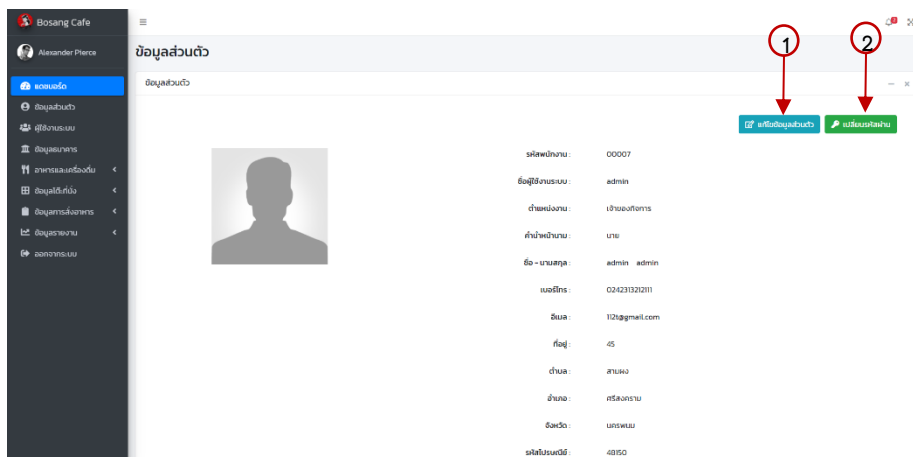 Bosang Cafe
1
2
Alexander Pierce
ข้อมูลส่วนตัว
แดชบอร์ด
ข้อมูลส่วนตัว
ข้อมูลส่วนตัว
ผู้ใช้งานระบบ
ข้อมูลธนาคาร
อาหารและเครื่องดื่ม
ข้อมูลโต๊ะที่นั่ง
ข้อมูลการสั่งอาหาร
ข้อมูลรายงาน
ออกจากระบบ
แก้ไขข้อมูลส่วนตัว
เปลี่ยนรหัสผ่าน
รหัสพนักงาน : 00007
ชื่อผู้ใช้งานระบบ : admin
ตำแหน่งงาน : เจ้าของกิจการ
คำนำหน้านาม : นาย
ชื่อ - นามสกุล : admin admin
เบอร์โทร : 0242313212111
อีเมล : 112t@gmail.com
ที่อยู่ : 45
ตำบล : สามผง
อำเภอ : ศรีสงคราม
จังหวัด : นครพนม
รหัสไปรษณีย์ : 48150